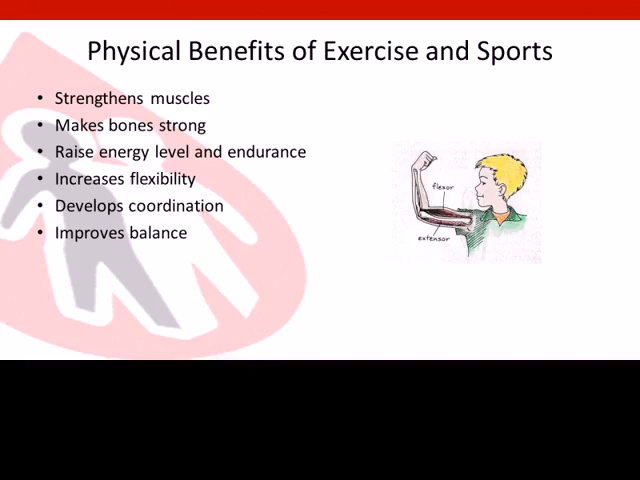 Physical Benefits of Exercise and Sports
• Strengthens muscles
• Makes bones strong
• Raise energy level and endurance
• Increases flexibility
• Develops coordination
• Improves balance
flexor
extensor